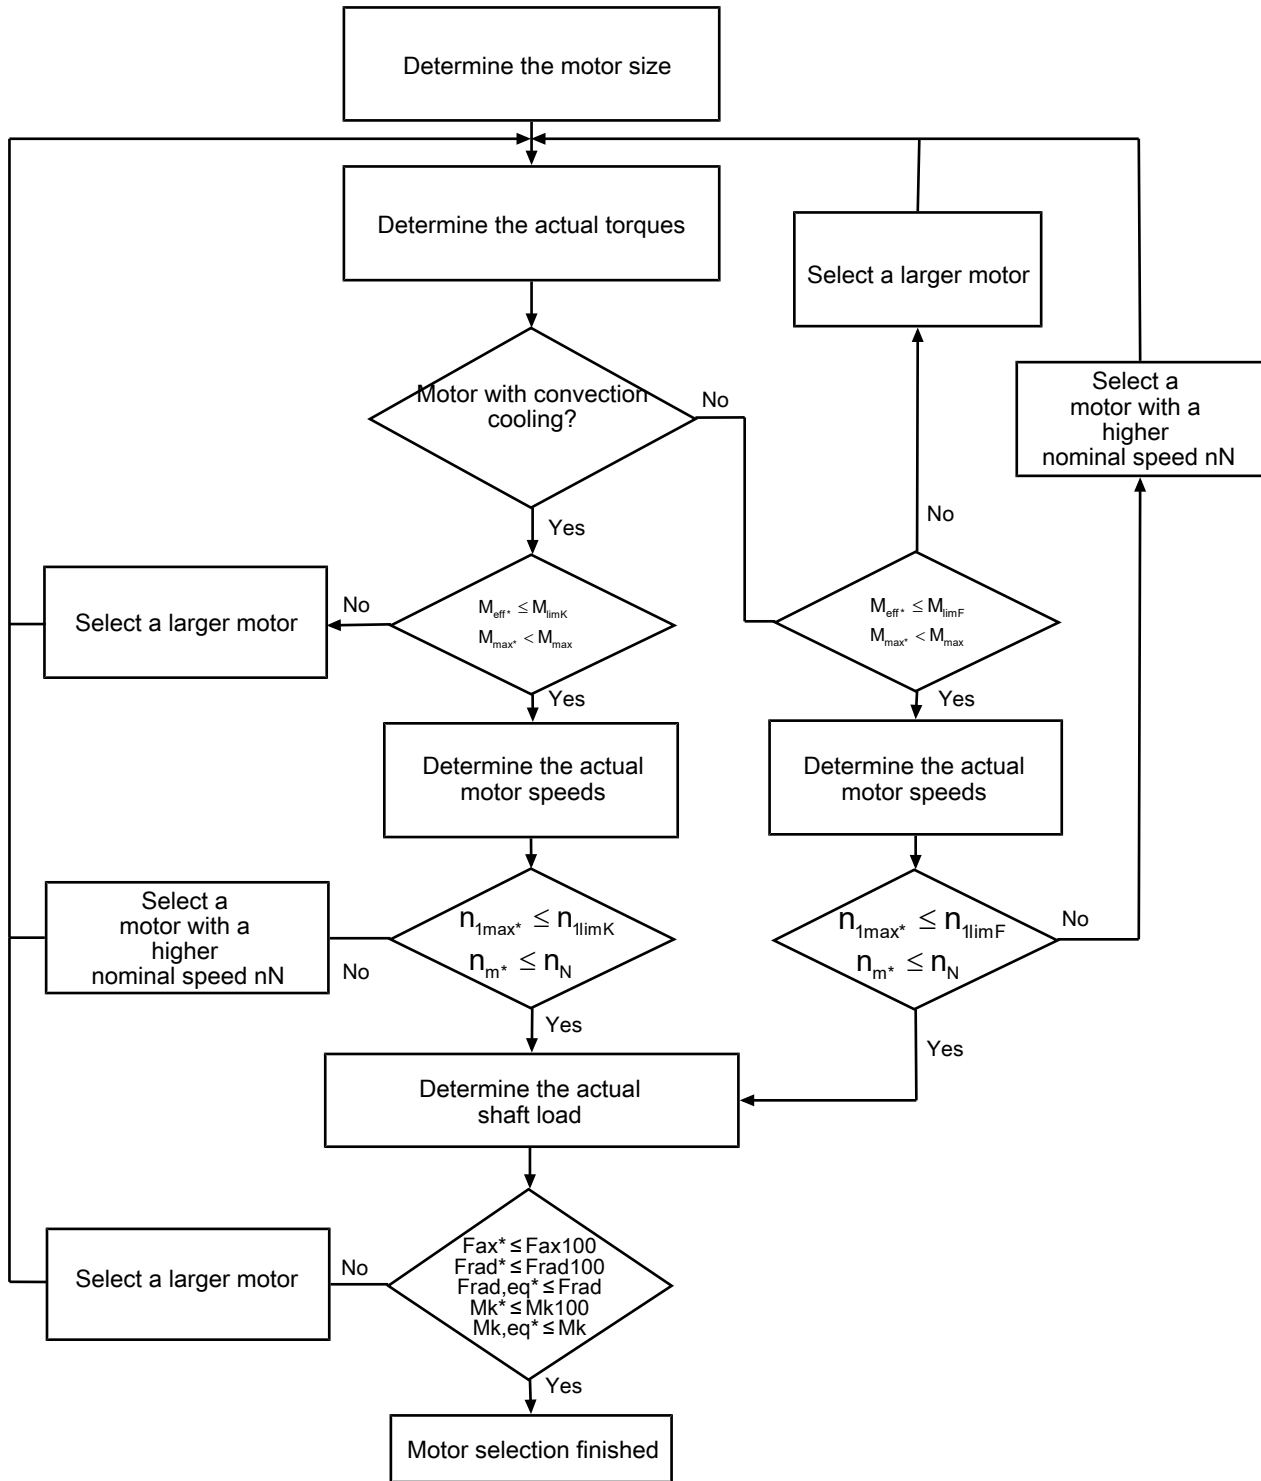 Determine the motor size
Determine the actual torques
Select a larger motor
Motor with convection
cooling?
No
Select a
motor with a
higher
nominal speed nN
Yes
No
Select a larger motor
No
Meff* ≤ MlimK
Mmax* < Mmax
Meff* ≤ MlimF
Mmax* < Mmax
Yes
Yes
Determine the actual
motor speeds
Determine the actual
motor speeds
Select a
motor with a
higher
nominal speed nN
No
n1max* ≤ n1limK
nm* ≤ nN
n1max* ≤ n1limF
nm* ≤ nN
No
Yes
Yes
Determine the actual
shaft load
Select a larger motor
No
Fax* ≤ Fax100
Frad* ≤ Frad100
Frad,eq* ≤ Frad
Mk* ≤ Mk100
Mk,eq* ≤ Mk
Yes
Motor selection finished